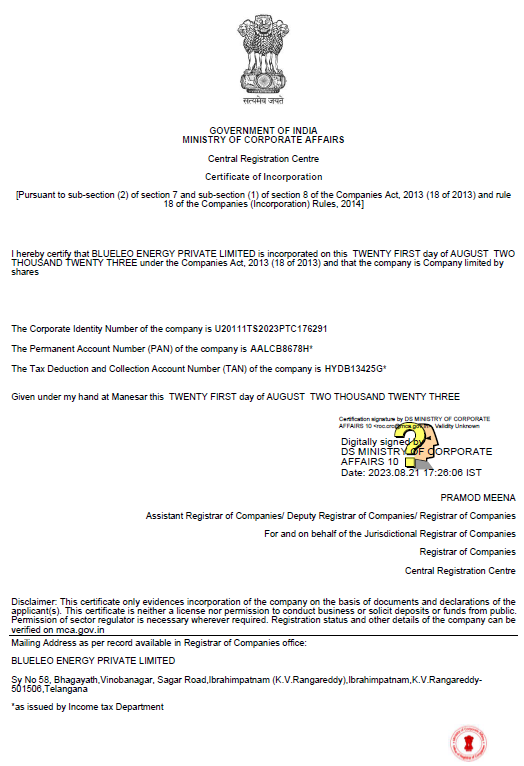 सत्यमेव जयते
GOVERNMENT OF INDIA
MINISTRY OF CORPORATE AFFAIRS
Central Registration Centre
Certificate of Incorporation
[Pursuant to sub-section (2) of section 7 and sub-section (1) of section 8 of the Companies Act, 2013 (18 of 2013) and rule
18 of the Companies (Incorporation) Rules, 2014]
I hereby certify that BLUELEO ENERGY PRIVATE LIMITED is incorporated on this TWENTY FIRST day of AUGUST TWO
THOUSAND TWENTY THREE under the Companies Act, 2013 (18 of 2013) and that the company is Company limited by
shares
The Corporate Identity Number of the company is U20111TS2023PTC176291
The Permanent Account Number (PAN) of the company is AALCB8678H*
The Tax Deduction and Collection Account Number (TAN) of the company is HYDB13425G*
Given under my hand at Manesar this TWENTY FIRST day of AUGUST TWO THOUSAND TWENTY THREE
Certification signature by DS MINISTRY OF CORPORATE
AFFAIRS 10 <roc.crc@mca.gov.in>, Validity Unknown
Digitally signed by
DS MINISTRY OF CORPORATE
AFFAIRS 10
Date: 2023.08.21 17:26:06 IST
PRAMOD MEENA
Assistant Registrar of Companies/ Deputy Registrar of Companies/ Registrar of Companies
For and on behalf of the Jurisdictional Registrar of Companies
Registrar of Companies
Central Registration Centre
Disclaimer: This certificate only evidences incorporation of the company on the basis of documents and declarations of the
applicant(s). This certificate is neither a license nor permission to conduct business or solicit deposits or funds from public.
Permission of sector regulator is necessary wherever required. Registration status and other details of the company can be
verified on mca.gov.in
Mailing Address as per record available in Registrar of Companies office:
BLUELEO ENERGY PRIVATE LIMITED
Sy No 58, Bhagayath,Vinobanagar, Sagar Road,Ibrahimpatnam (K.V.Rangareddy),Ibrahimpatnam,K.V.Rangareddy-
501506,Telangana
*as issued by Income tax Department